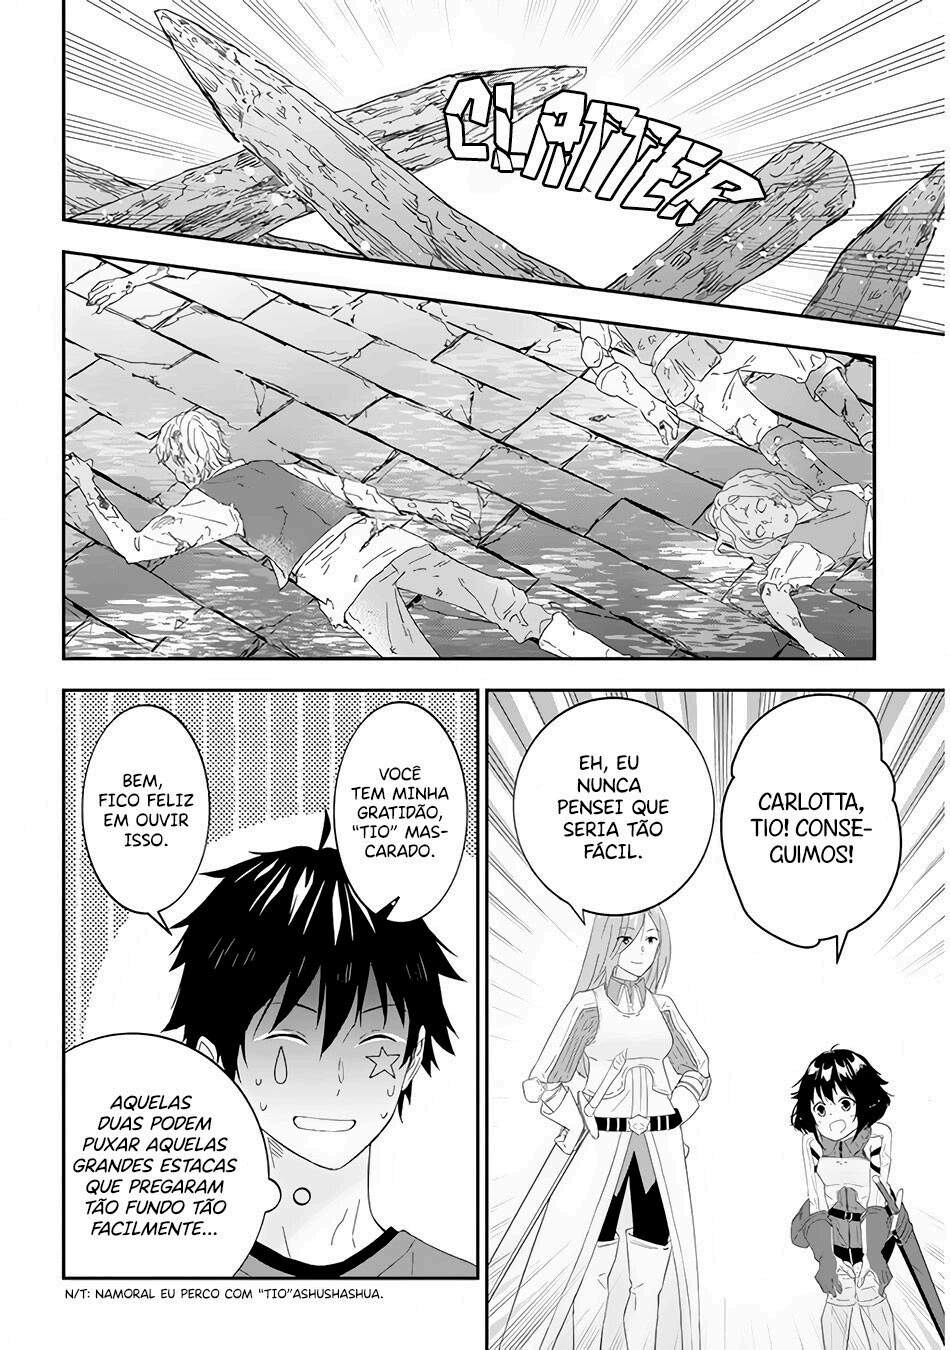 CLATTER
CARLOTTA,
TIO! CONSE-
GUIMOS!
EH, EU
NUNCA
PENSEI QUE
SERIA TÃO
FÁCIL.
VOCÊ
TEM MINHA
GRATIDÃO,
“TIO” MAS-
CARADO.
BEM,
FICO FELIZ
EM OUVIR
ISSO.
AQUELAS
DUAS PODEM
PUXAR AQUELAS
GRANDES ESTACAS
QUE PREGARAM
TÃO FUNDO TÃO
FACILMENTE...
N/T: NAMORAL EU PERCO COM “TIO”ASHUSHASHUA.